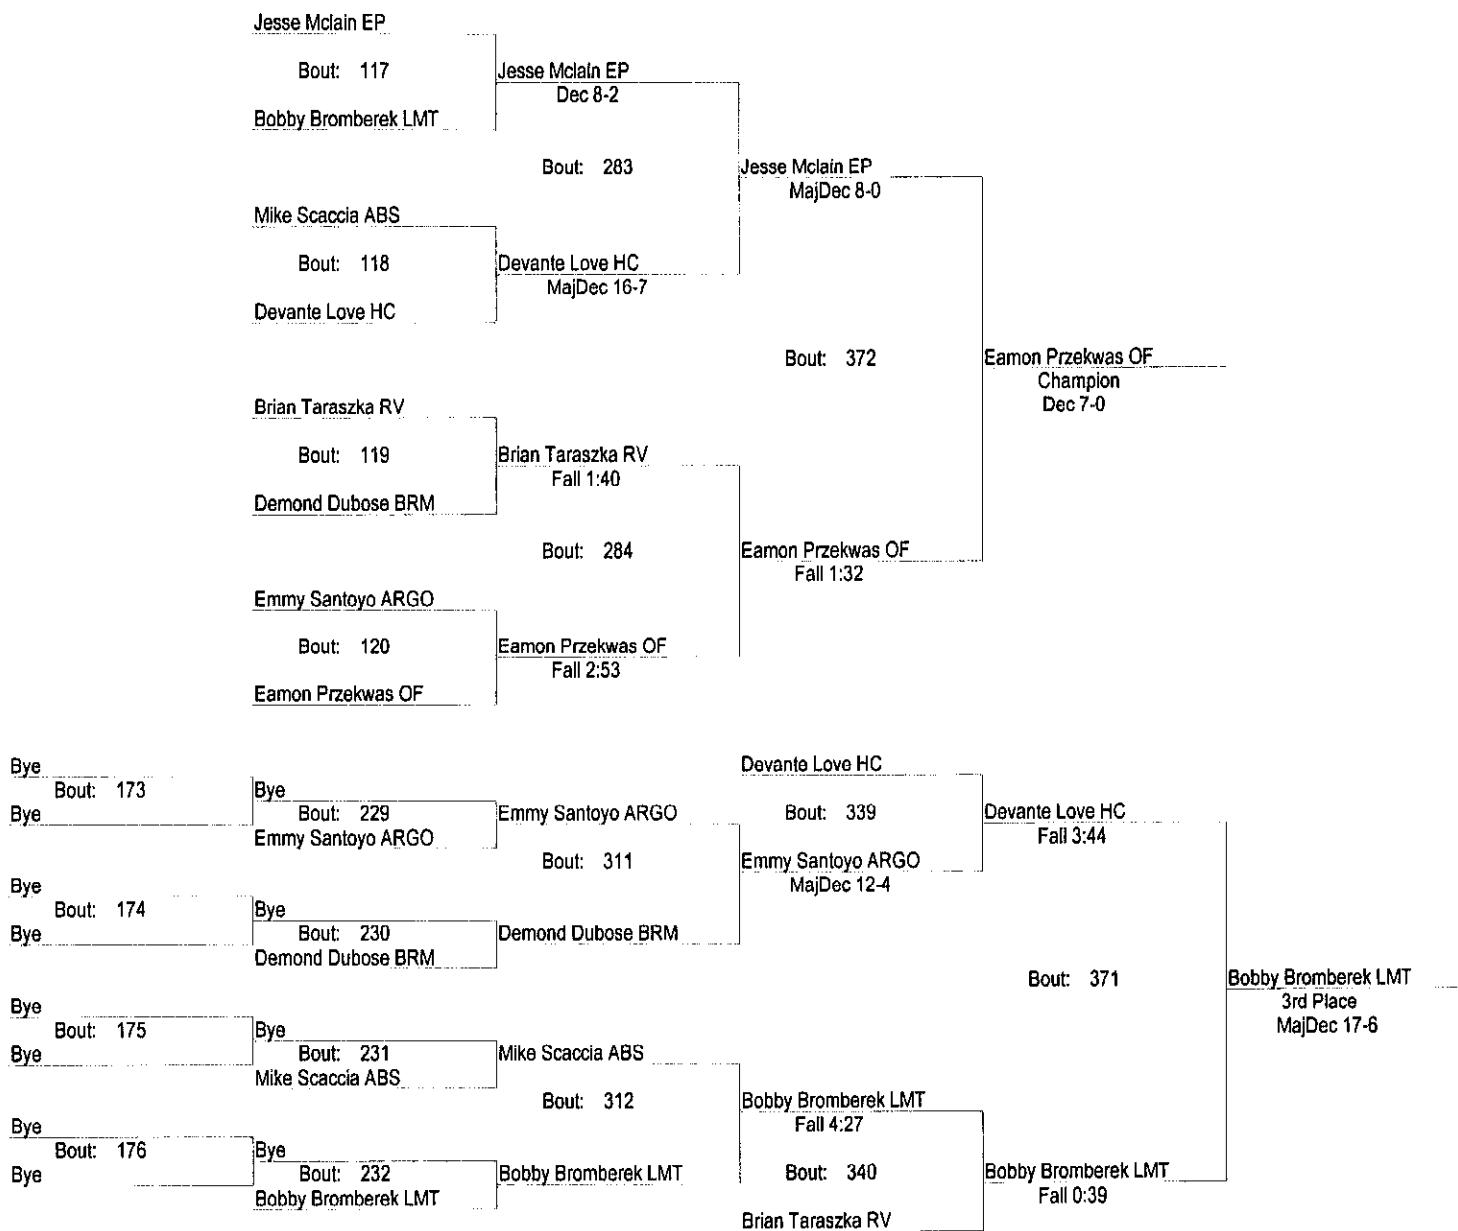 Jesse Mclain EP
Bout: 117
Bobby Bromberek LMT
Jesse Mclain EP
Dec 8-2
Bout: 283
Mike Scaccia ABS
Bout: 118
Devante Love HC
Devante Love HC
MajDec 16-7
Jesse Mclain EP
MajDec 8-0
Bout: 372
Brian Taraszka RV
Bout: 119
Demond Dubose BRM
Brian Taraszka RV
Fall 1:40
Bout: 284
Emmy Santoyo ARGO
Bout: 120
Eamon Przekwas OF
Eamon Przekwas OF
Fall 2:53
Eamon Przekwas OF
Fall 1:32
Eamon Przekwas OF
Champion
Dec 7-0
Bye
Bout: 173
Bye
Bye
Bout: 229
Emmy Santoyo ARGO
Emmy Santoyo ARGO
Bout: 311
Bye
Bout: 174
Bye
Bye
Bout: 230
Demond Dubose BRM
Demond Dubose BRM
Devante Love HC
Bout: 339
Emmy Santoyo ARGO
MajDec 12-4
Devante Love HC
Fall 3:44
Bout: 371
Bye
Bout: 175
Bye
Bye
Bout: 231
Mike Scaccia ABS
Mike Scaccia ABS
Bout: 312
Bye
Bout: 176
Bye
Bye
Bout: 232
Bobby Bromberek LMT
Bobby Bromberek LMT
Bobby Bromberek LMT
Fall 4:27
Bout: 340
Brian Taraszka RV
Bobby Bromberek LMT
Fall 0:39
Bobby Bromberek LMT
3rd Place
MajDec 17-6